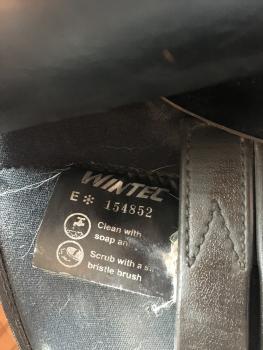 WINTEC
E* 154852
Clean with
soap an
Scrub with a s
bristle brush